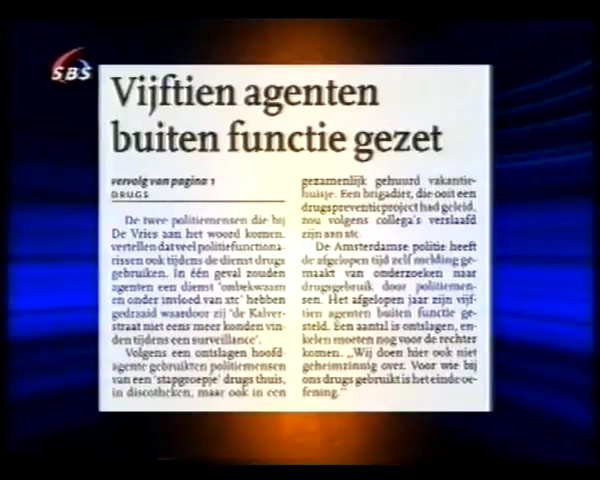 SBS
Vijftien agenten
buiten functie gezet
vervolg van pagina 1
DRUGS
De twee politiemensen die bij
De Vries aan het woord komen,
vertellen dat veel politiefunctiona-
rissen ook tijdens de dienst drugs
gebruiken. In één geval zouden
agenten een dienst 'onbekwaam
en onder invloed van xtc' hebben
gedraaid waardoor zij 'de Kalver-
straat niet eens meer konden vin-
den tijdens een surveillance'.
Volgens een ontslagen hoofd-
agente gebruikten politiemensen
van een 'stapgroepje' drugs thuis,
in discotheken, maar ook in een
gezamenlijk gehuurd vakantie-
huisje. Een brigadier, die ooit een
drugspreventieproject had geleid,
zou volgens collega's verslaafd
zijn aan xtc.
De Amsterdamse politie heeft
de afgelopen tijd zelf melding ge-
maakt van onderzoeken naar
drugsgebruik door politiemen-
sen. Het afgelopen jaar zijn vijf-
tien agenten buiten functie ge-
steld. Een aantal is ontslagen, en-
kelen moeten nog voor de rechter
komen. „Wij doen hier ook niet
geheimzinnig over. Voor wie bij
ons drugs gebruikt is het einde oe-
fening."